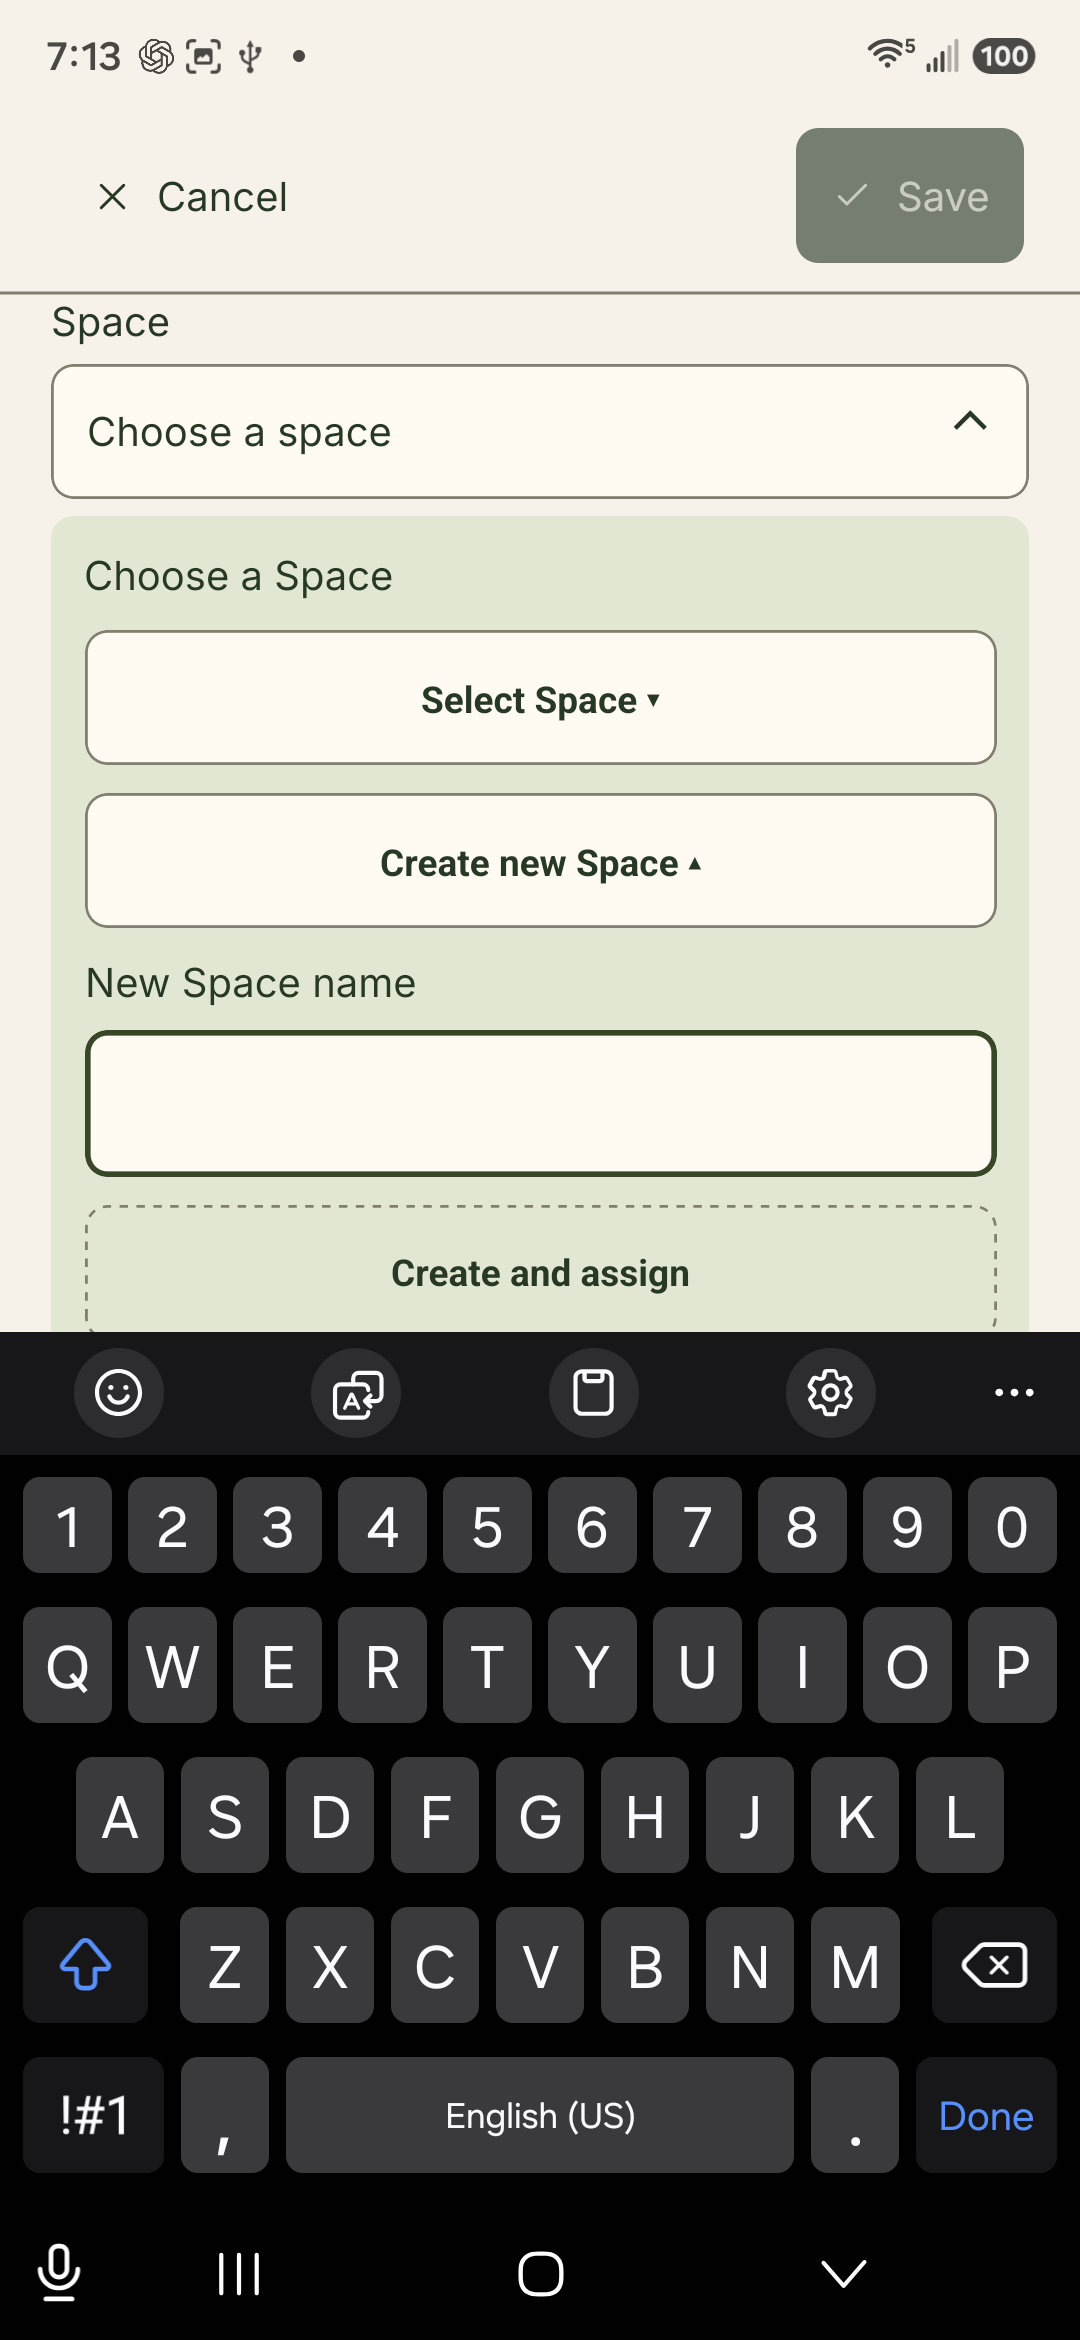 7:13
5
100
Cancel
Save
Space
Choose a space
Choose a Space
Select Space ▾
Create new Space ▴
New Space name
Create and assign
A
1 2 3 4 5 6 7 8 9 0
Q W E R T Y U I O P
A S D F G H J K L
Z X C V B N M
!#1 , English (US) . Done